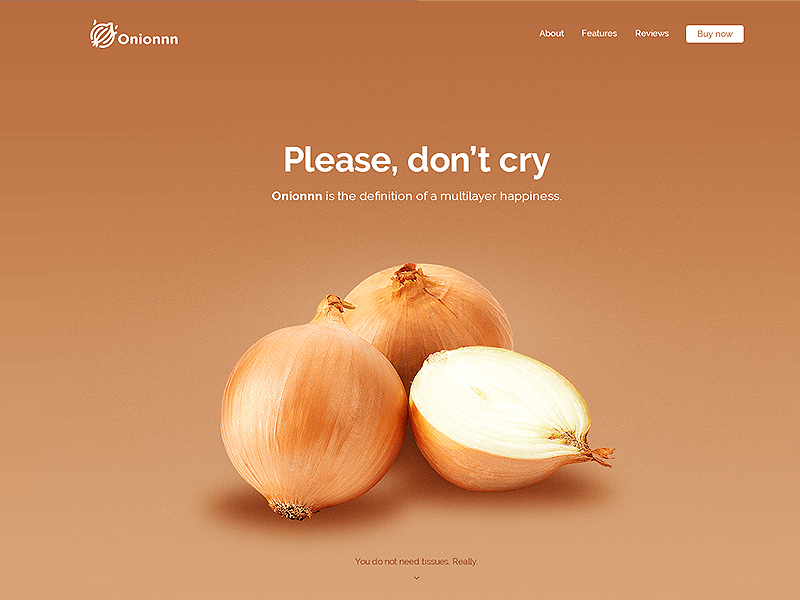 Onionnn
About
Features
Reviews
Buy now
Please, don’t cry
Onionnn is the definition of a multilayer happiness.
You do not need tissues. Really.